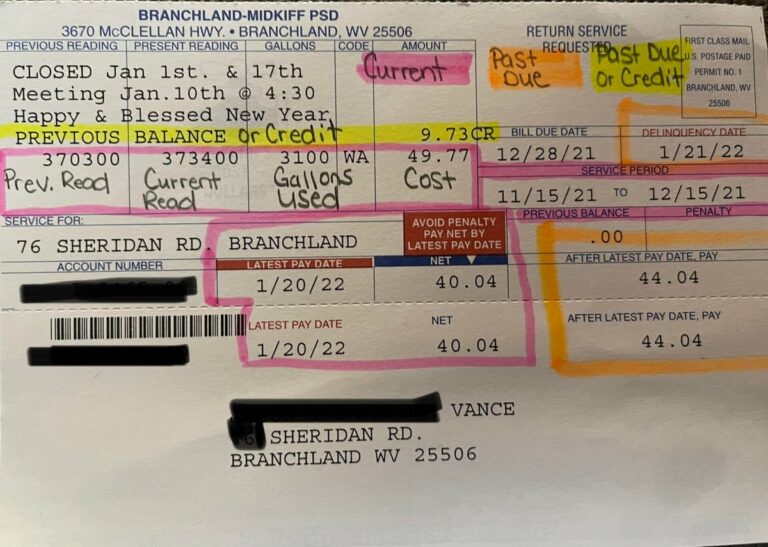 BRANCHLAND-MIDKIFF PSD
3670 McCLELLAN HWY. • BRANCHLAND, WV 25506
RETURN SERVICE
REQUESTED
FIRST CLASS MAIL
U.S. POSTAGE PAID
PERMIT NO. 1
BRANCHLAND, WV
25506
PREVIOUS READING PRESENT READING GALLONS CODE AMOUNT
CLOSED Jan 1st. & 17th
Meeting Jan.10th @ 4:30
Happy & Blessed New Year
Current
Past
Due
Past Due
or Credit
PREVIOUS BALANCE or Credit 9.73CR
370300 373400 3100 WA 49.77
Prev. Read Current
Read Gallons
Used Cost
BILL DUE DATE DELINQUENCY DATE
12/28/21 1/21/22
SERVICE PERIOD
11/15/21 TO 12/15/21
PREVIOUS BALANCE PENALTY
.00
SERVICE FOR:
76 SHERIDAN RD. BRANCHLAND
AVOID PENALTY
PAY NET BY
LATEST PAY DATE
ACCOUNT NUMBER LATEST PAY DATE NET AFTER LATEST PAY DATE, PAY
1/20/22 40.04 44.04
LATEST PAY DATE NET AFTER LATEST PAY DATE, PAY
1/20/22 40.04 44.04
VANCE
SHERIDAN RD.
BRANCHLAND WV 25506